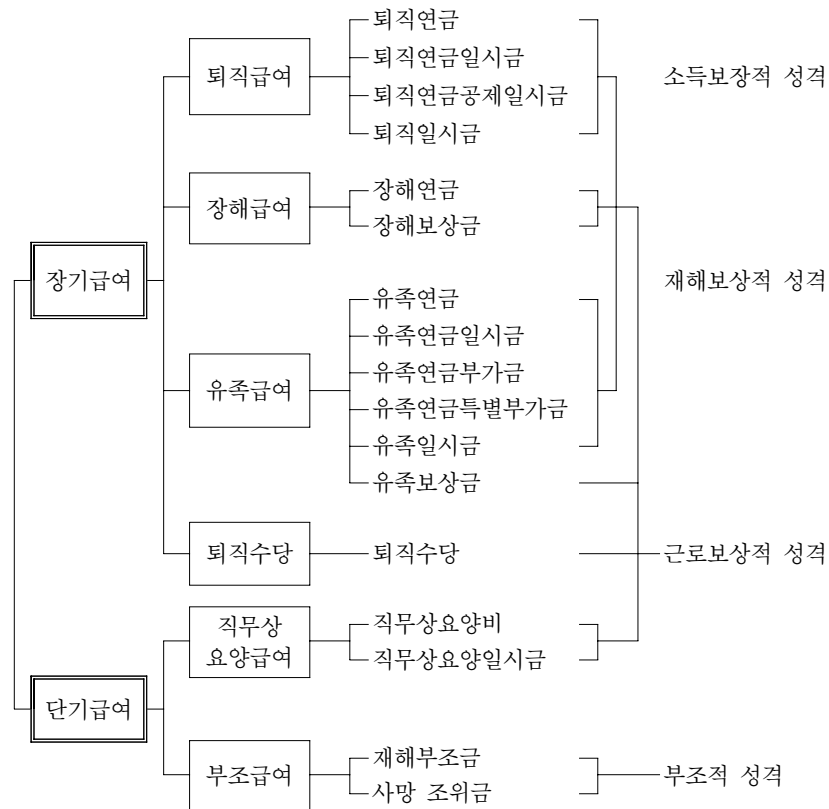 퇴직연금
퇴직급여
퇴직연금일시금
퇴직연금공제일시금
퇴직일시금
소득보장적 성격
장해급여
장해연금
장해보상금
장기급여
재해보상적 성격
유족급여
유족연금
유족연금일시금
유족연금부가금
유족연금특별부가금
유족일시금
유족보상금
퇴직수당
퇴직수당
근로보상적 성격
직무상
요양급여
직무상요양비
직무상요양일시금
단기급여
부조급여
재해부조금
사망 조위금
부조적 성격